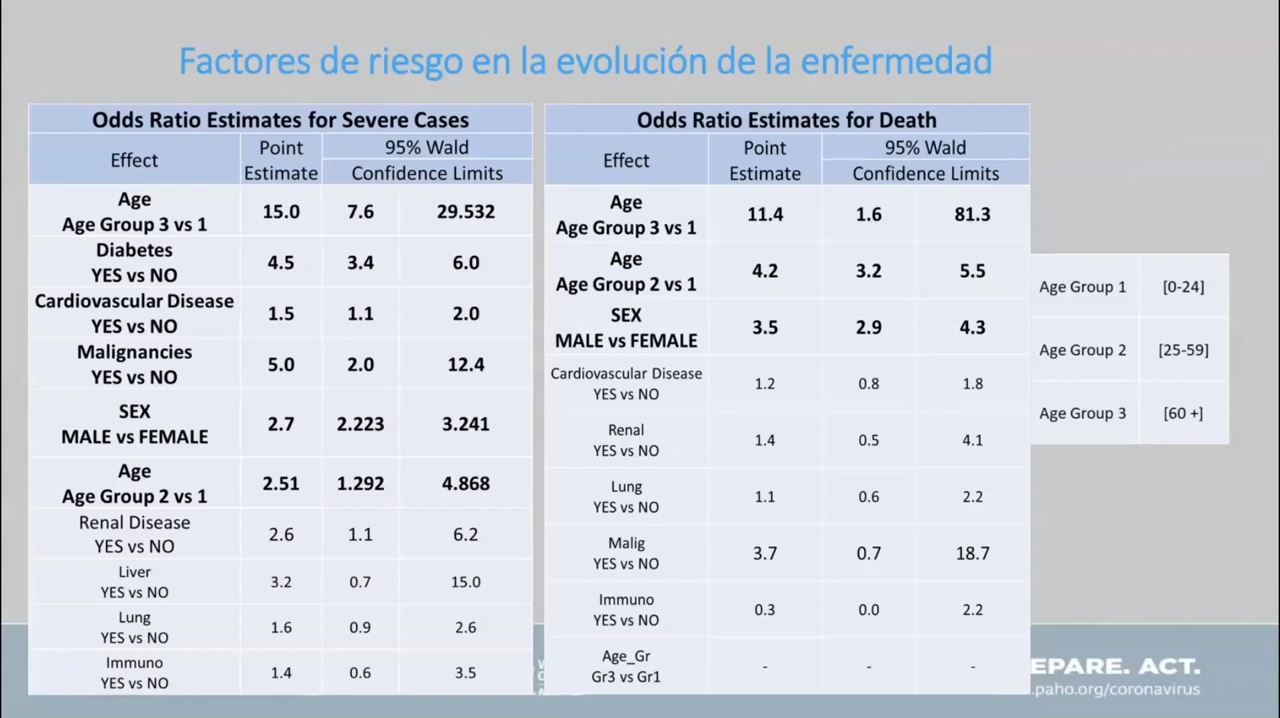 Factores de riesgo en la evolución de la enfermedad
Odds Ratio Estimates for Severe Cases
Effect
Point
Estimate
95% Wald
Confidence Limits
Age
Age Group 3 vs 1
15.0 7.6 29.532
Diabetes
YES vs NO
4.5 3.4 6.0
Cardiovascular Disease
YES vs NO
1.5 1.1 2.0
Malignancies
YES vs NO
5.0 2.0 12.4
SEX
MALE vs FEMALE
2.7 2.223 3.241
Age
Age Group 2 vs 1
2.51 1.292 4.868
Renal Disease
YES vs NO
2.6 1.1 6.2
Liver
YES vs NO
3.2 0.7 15.0
Lung
YES vs NO
1.6 0.9 2.6
Immuno
YES vs NO
1.4 0.6 3.5
Odds Ratio Estimates for Death
Effect
Point
Estimate
95% Wald
Confidence Limits
Age
Age Group 3 vs 1
11.4 1.6 81.3
Age
Age Group 2 vs 1
4.2 3.2 5.5
SEX
MALE vs FEMALE
3.5 2.9 4.3
Cardiovascular Disease
YES vs NO
1.2 0.8 1.8
Renal
YES vs NO
1.4 0.5 4.1
Lung
YES vs NO
1.1 0.6 2.2
Malig
YES vs NO
3.7 0.7 18.7
Immuno
YES vs NO
0.3 0.0 2.2
Age_Gr
Gr3 vs Gr1
- - -
Age Group 1 [0-24]
Age Group 2 [25-59]
Age Group 3 [60 +]
EPARE. ACT.
.paho.org/coronavirus